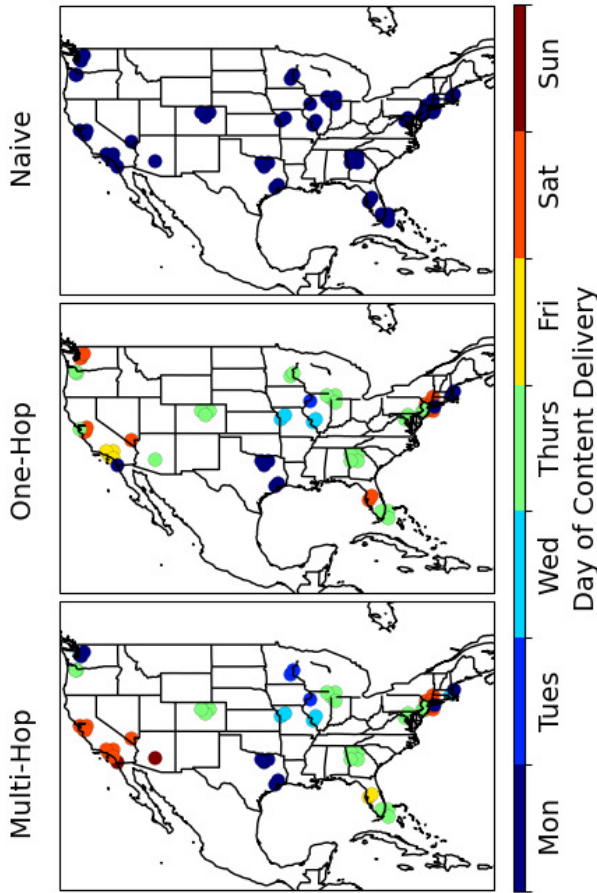 Multi-Hop
One-Hop
Naive
Mon
Tues
Wed
Thurs
Fri
Sat
Sun
Day of Content Delivery